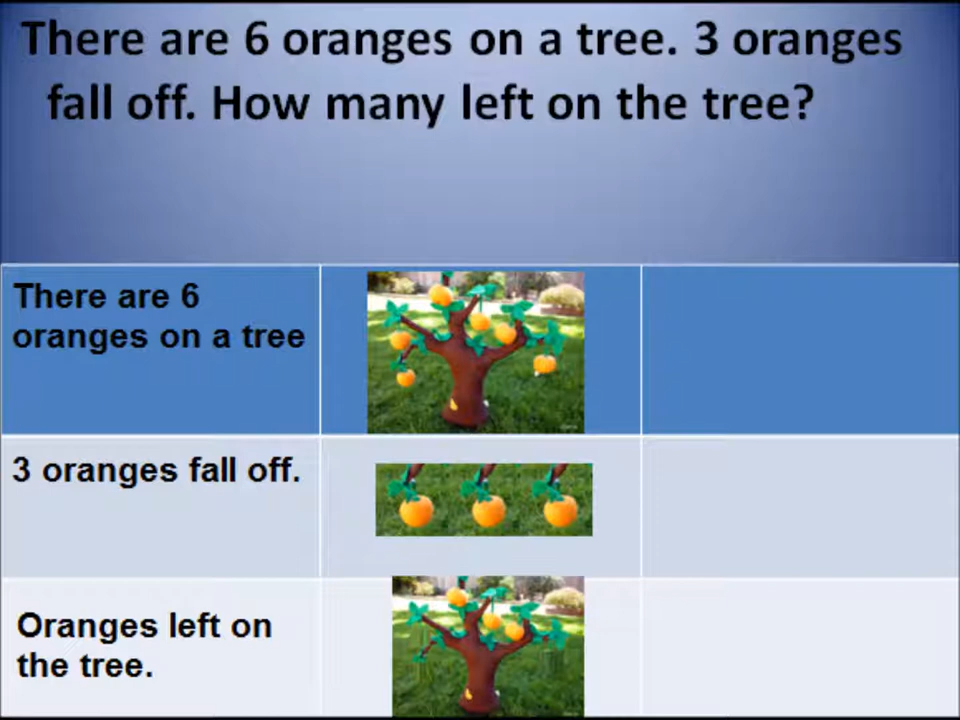 There are 6 oranges on a tree. 3 oranges
fall off. How many left on the tree?
There are 6
oranges on a tree
3 oranges fall off.
Oranges left on
the tree.